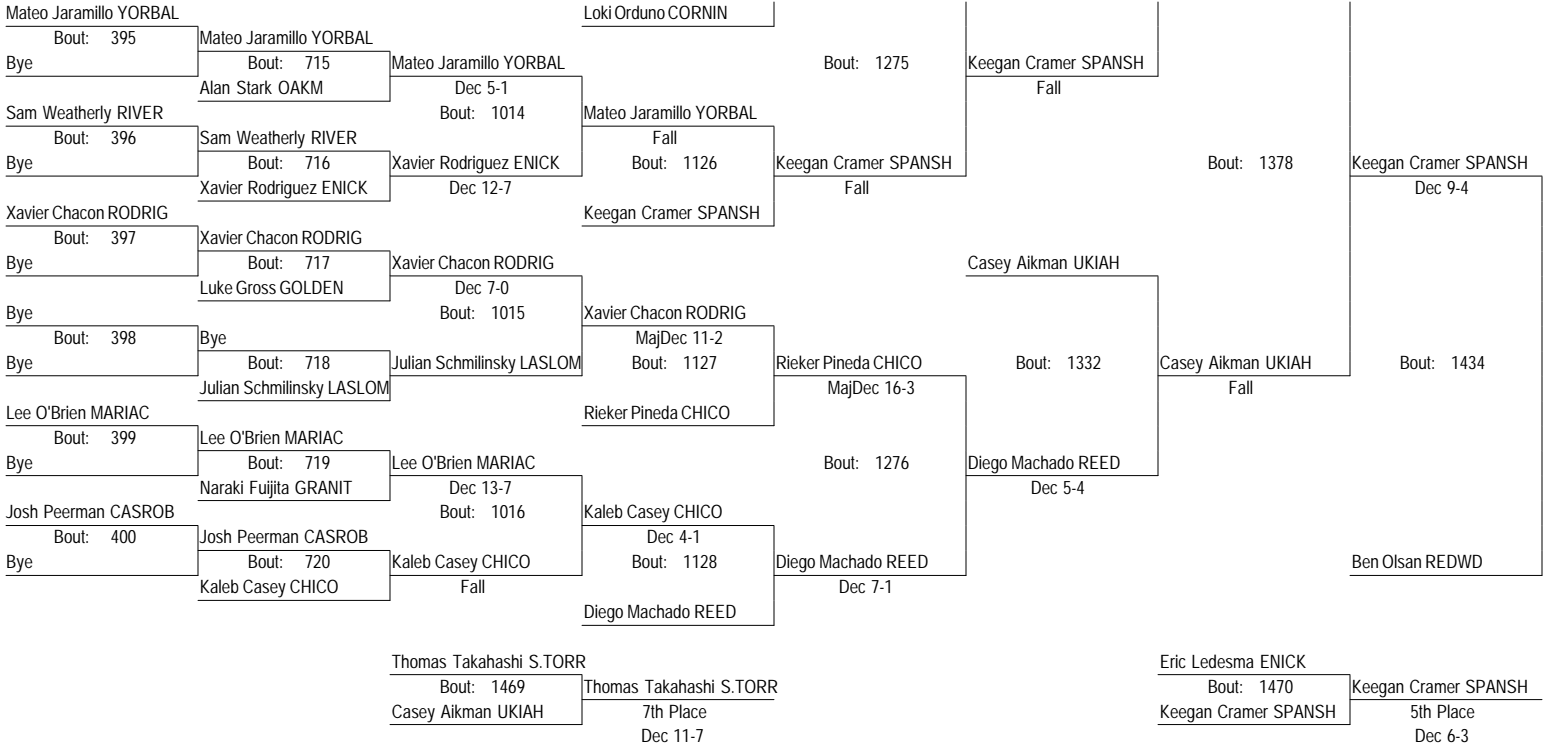 Mateo Jaramillo YORBAL
Loki Orduno CORNIN
Bout: 395
Mateo Jaramillo YORBAL
Bye
Bout: 715
Mateo Jaramillo YORBAL
Bout: 1275
Keegan Cramer SPANSH
Alan Stark OAKM
Dec 5-1
Fall
Sam Weatherly RIVER
Bout: 1014
Mateo Jaramillo YORBAL
Bout: 396
Sam Weatherly RIVER
Fall
Bye
Bout: 716
Xavier Rodriguez ENICK
Bout: 1126
Keegan Cramer SPANSH
Bout: 1378
Keegan Cramer SPANSH
Xavier Rodriguez ENICK
Dec 12-7
Fall
Dec 9-4
Xavier Chacon RODRIG
Keegan Cramer SPANSH
Bout: 397
Xavier Chacon RODRIG
Bye
Bout: 717
Xavier Chacon RODRIG
Casey Aikman UKIAH
Luke Gross GOLDEN
Dec 7-0
Bye
Bout: 1015
Xavier Chacon RODRIG
Bout: 398
Bye
MajDec 11-2
Bye
Bout: 718
Julian Schmilinsky LASLOM
Bout: 1127
Rieker Pineda CHICO
Bout: 1332
Casey Aikman UKIAH
Bout: 1434
Julian Schmilinsky LASLOM
MajDec 16-3
Fall
Lee O'Brien MARIAC
Rieker Pineda CHICO
Bout: 399
Lee O'Brien MARIAC
Bye
Bout: 719
Lee O'Brien MARIAC
Bout: 1276
Diego Machado REED
Naraki Fuijita GRANIT
Dec 13-7
Dec 5-4
Josh Peerman CASROB
Bout: 1016
Kaleb Casey CHICO
Bout: 400
Josh Peerman CASROB
Dec 4-1
Bye
Bout: 720
Kaleb Casey CHICO
Bout: 1128
Diego Machado REED
Ben Olsan REDWD
Kaleb Casey CHICO
Fall
Dec 7-1
Diego Machado REED
Thomas Takahashi S.TORR
Eric Ledesma ENICK
Bout: 1469
Thomas Takahashi S.TORR
Bout: 1470
Keegan Cramer SPANSH
Casey Aikman UKIAH
7th Place
Keegan Cramer SPANSH
5th Place
Dec 11-7
Dec 6-3